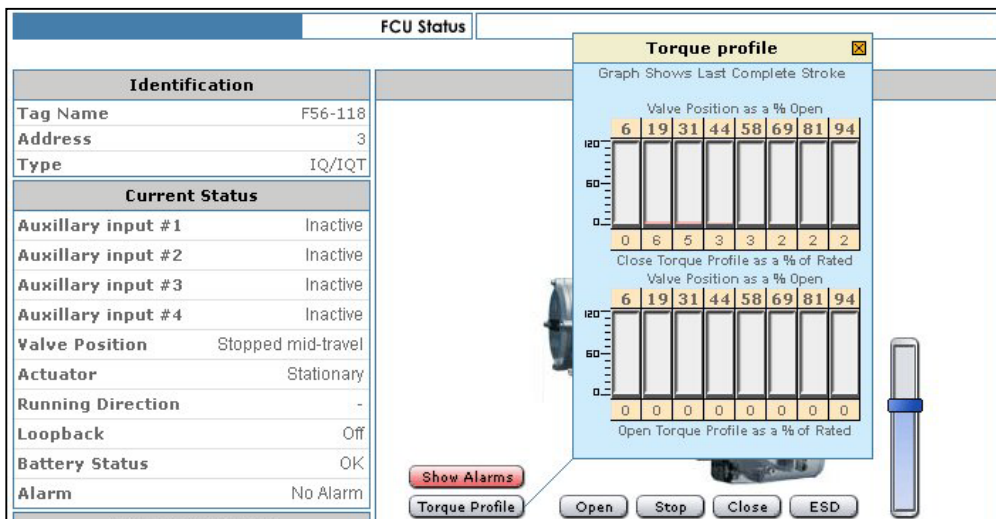 FCU Status
Identification
Tag Name F56-118
Address 3
Type IQ/IQT
Current Status
Auxillary input #1 Inactive
Auxillary input #2 Inactive
Auxillary input #3 Inactive
Auxillary input #4 Inactive
Valve Position Stopped mid-travel
Actuator Stationary
Running Direction -
Loopback Off
Battery Status OK
Alarm No Alarm
Torque profile
Graph Shows Last Complete Stroke
Valve Position as a % Open
6 19 31 44 58 69 81 94
120
60
0
0 6 5 3 3 2 2 2
Close Torque Profile as a % of Rated
Valve Position as a % Open
6 19 31 44 58 69 81 94
120
60
0
0 0 0 0 0 0 0 0
Open Torque Profile as a % of Rated
Show Alarms
Torque Profile Open Stop Close ESD